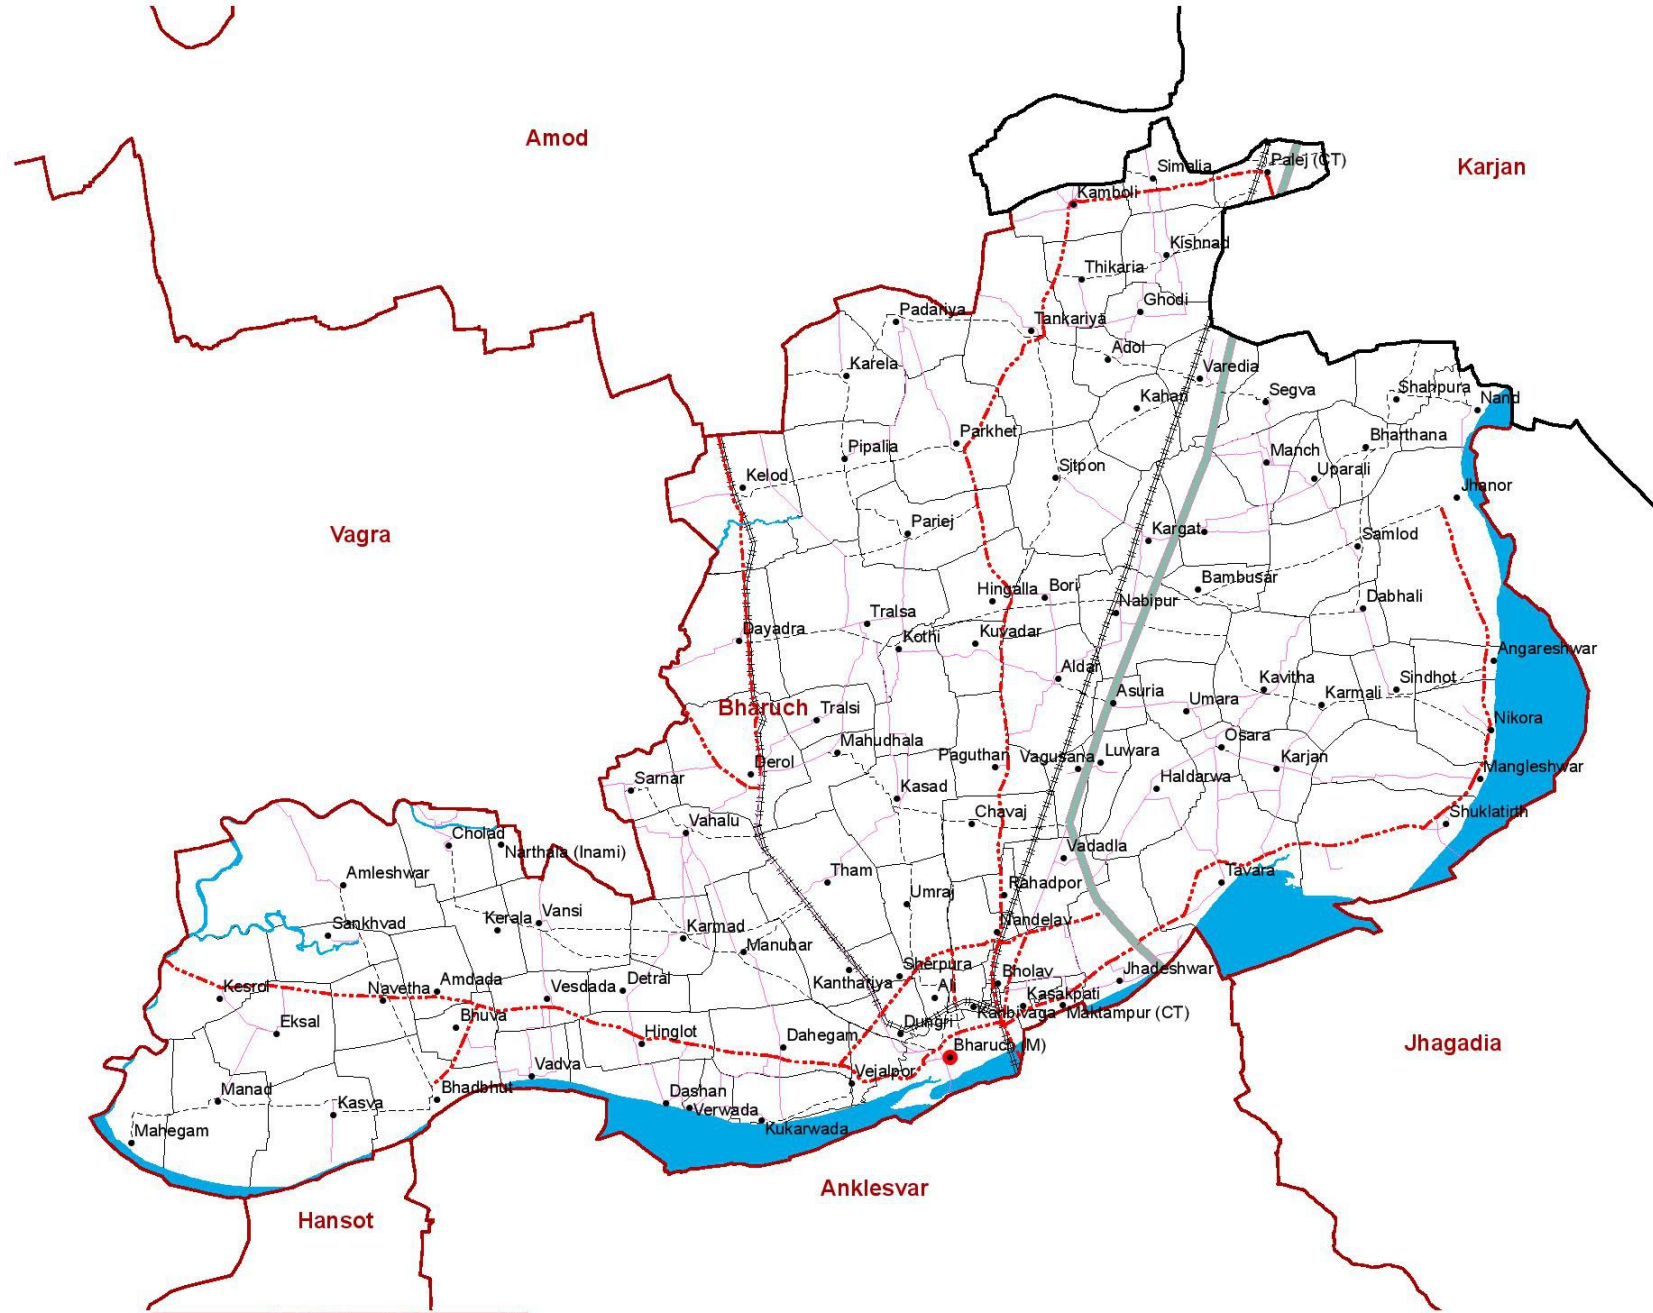 Amod
Karjan
Palej (CT)
Simalia
Kamboli
Kishnad
Thikaria
Ghodi
Padariya
Tankariya
Adol
Karela
Varedia
Kahan
Segva
Shahpura
Nand
Parkhet
Pipalia
Bharthana
Manch
Uparali
Sitpon
Kelod
Jhanor
Pariej
Kargat
Samlod
Vagra
Bambusar
Hingalla
Bori
Nabipur
Dabhali
Tralsa
Dayadra
Kothi
Kuvadar
Angareshwar
Aldar
Asuria
Umara
Kavitha
Karmali
Sindhot
Bharuch
Tralsi
Nikora
Mahudhala
Osara
Paguthan
Vagusana
Luwara
Karjan
Derol
Mangleshwar
Sarnar
Kasad
Haldarwa
Chavaj
Shuklatirth
Vahalu
Cholad
Narthala (Inami)
Vadadla
Amleshwar
Tham
Tavara
Umraj
Rahadpor
Kerala
Vansi
Sankhvad
Karmad
Nandelav
Manubar
Sherpura
Bholav
Jhadeshwar
Kesrol
Navetha
Amdada
Vesdada
Detral
Kanthariya
Ali
Kasakpati
Kanbivaga
Maktampur (CT)
Eksal
Bhuva
Hinglot
Dahegam
Dungri
Bharuch (M)
Jhagadia
Vadva
Vejalpor
Manad
Kasva
Bhadbhut
Dashan
Verwada
Kukarwada
Mahegam
Anklesvar
Hansot